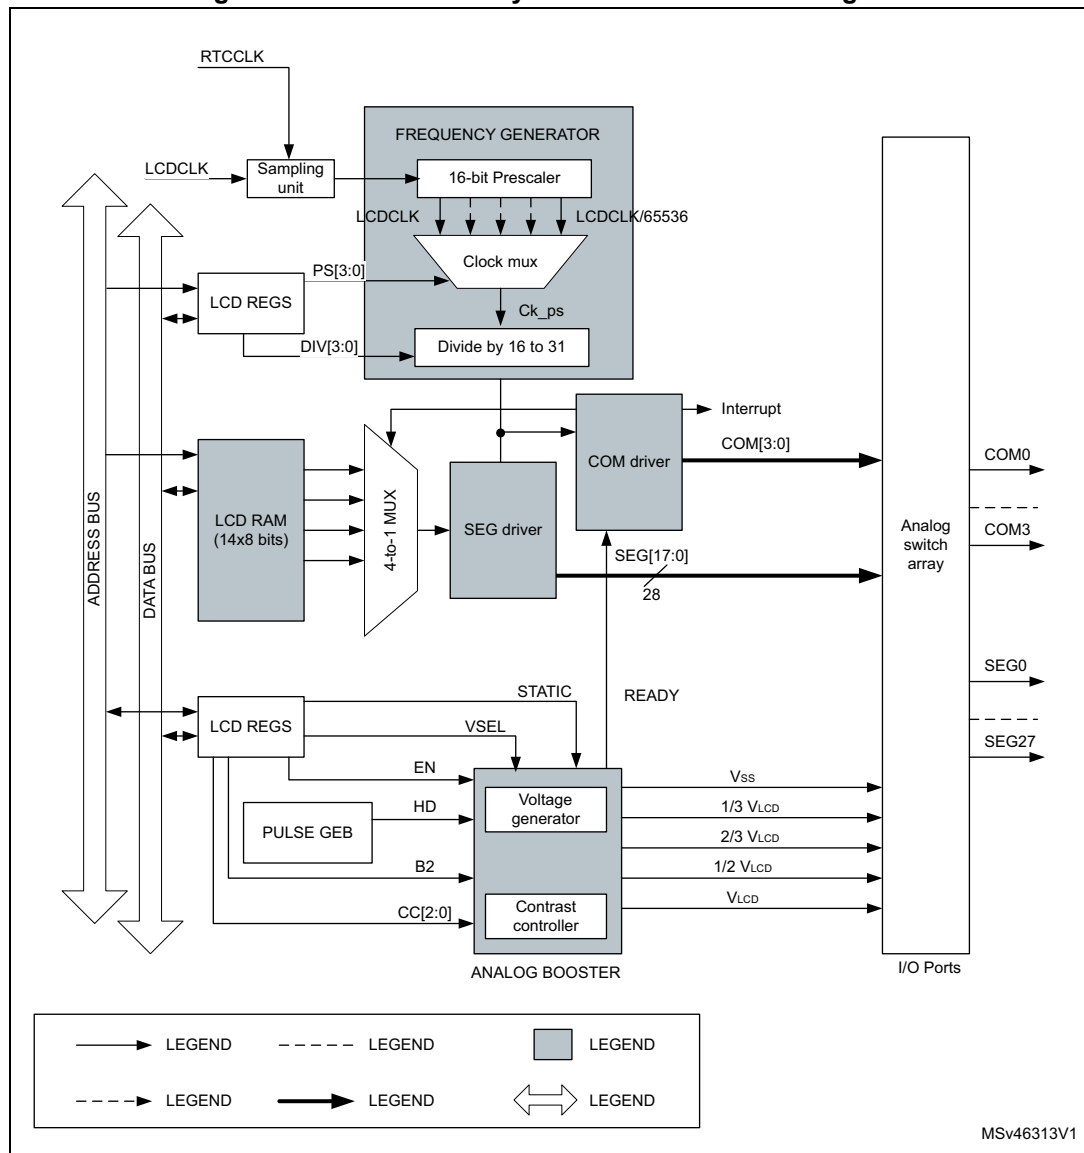 RTCCLK
FREQUENCY GENERATOR
LCDCLK
Sampling
unit
16-bit Prescaler
LCDCLK
LCDCLK/65536
Clock mux
PS[3:0]
LCD REGS
Ck_ps
DIV[3:0]
Divide by 16 to 31
Interrupt
COM[3:0]
COM driver
ADDRESS BUS
DATA BUS
LCD RAM
(14x8 bits)
4-to-1 MUX
SEG driver
SEG[17:0]
28
Analog
switch
array
COM0
COM3
SEG0
SEG27
STATIC
READY
LCD REGS
VSEL
EN
HD
PULSE GEB
B2
CC[2:0]
Voltage
generator
Contrast
controller
VSS
1/3 VLCD
2/3 VLCD
1/2 VLCD
VLCD
ANALOG BOOSTER
I/O Ports
LEGEND
LEGEND
LEGEND
LEGEND
LEGEND
LEGEND
MSv46313V1